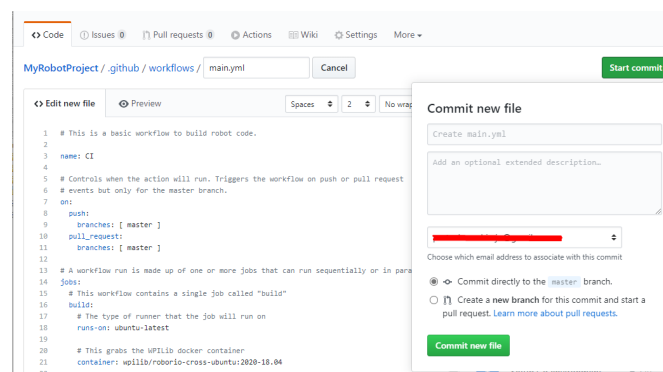 Code Issues 0 Pull requests 0 Actions Wiki Settings More
MyRobotProject / .github / workflows / main.yml Cancel Start commit
Edit new file Preview Spaces 2 No wrap
1 # This is a basic workflow to build robot code.
2
3 name: CI
4
5 # Controls when the action will run. Triggers the workflow on push or pull request
6 # events but only for the master branch.
7 on:
8 push:
9 branches: [ master ]
10 pull_request:
11 branches: [ master ]
12
13 # A workflow run is made up of one or more jobs that can run sequentially or in para
14 jobs:
15 # This workflow contains a single job called "build"
16 build:
17 # The type of runner that the job will run on
18 runs-on: ubuntu-latest
19
20 # This grabs the WPILib docker container
21 container: wpilib/roborio-cross-ubuntu:2020-18.04
Commit new file
Create main.yml
Add an optional extended description…
Choose which email address to associate with this commit
Commit directly to the master branch.
Create a new branch for this commit and start a
pull request. Learn more about pull requests.
Commit new file